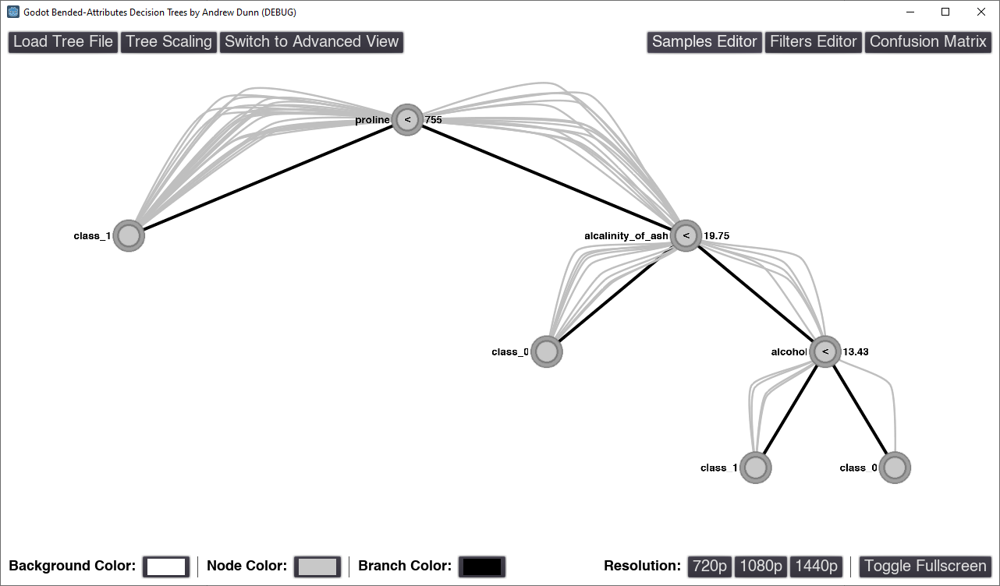 Godot Bended-Attributes Decision Trees by Andrew Dunn (DEBUG)
Load Tree File Tree Scaling Switch to Advanced View Samples Editor Filters Editor Confusion Matrix
proline < 755
class_1 alcalinity_of_ash < 19.75
class_0 alcohol < 13.43
class_1 class_0
Background Color: Node Color: Branch Color: Resolution: 720p 1080p 1440p Toggle Fullscreen